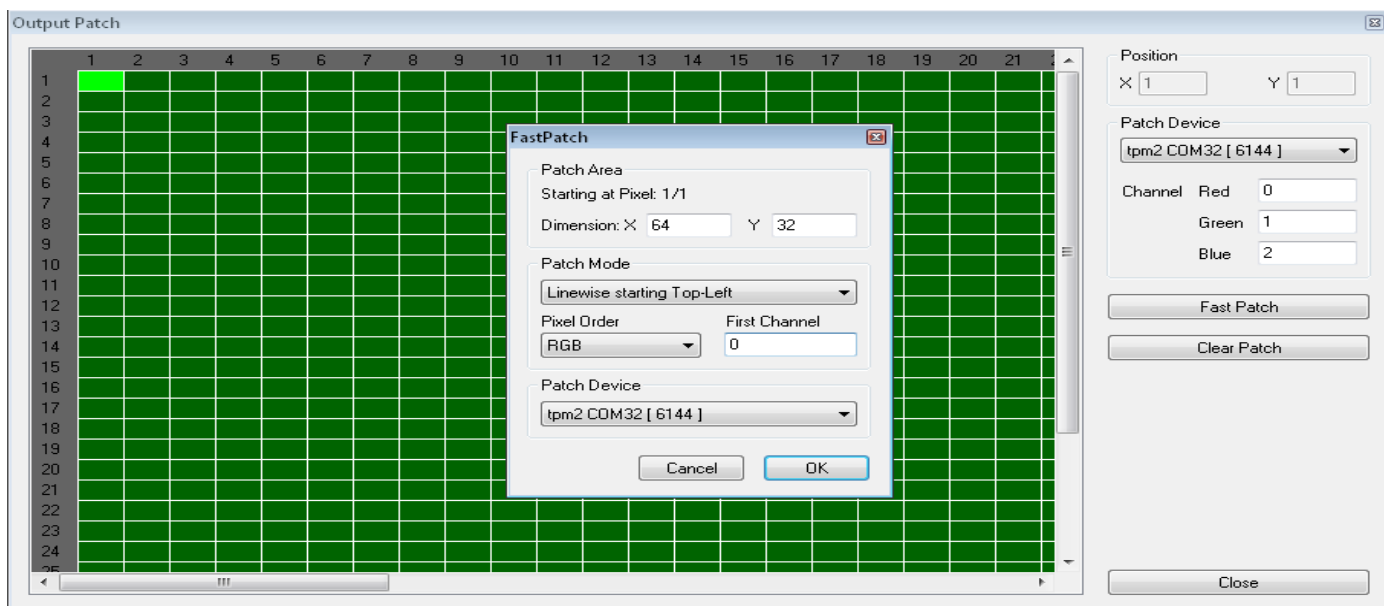 Output Patch
1 2 3 4 5 6 7 8 9 10 11 12 13 14 15 16 17 18 19 20 21
1
2
3
4
5
6
7
8
9
10
11
12
13
14
15
16
17
18
19
20
21
22
23
24
25
FastPatch
Patch Area
Starting at Pixel: 1/1
Dimension: X 64 Y 32
Patch Mode
Linewise starting Top-Left
Pixel Order First Channel
RGB 0
Patch Device
tpm2 COM32 [ 6144 ]
Cancel OK
Position
X 1 Y 1
Patch Device
tpm2 COM32 [ 6144 ]
Channel Red 0
Green 1
Blue 2
Fast Patch
Clear Patch
Close